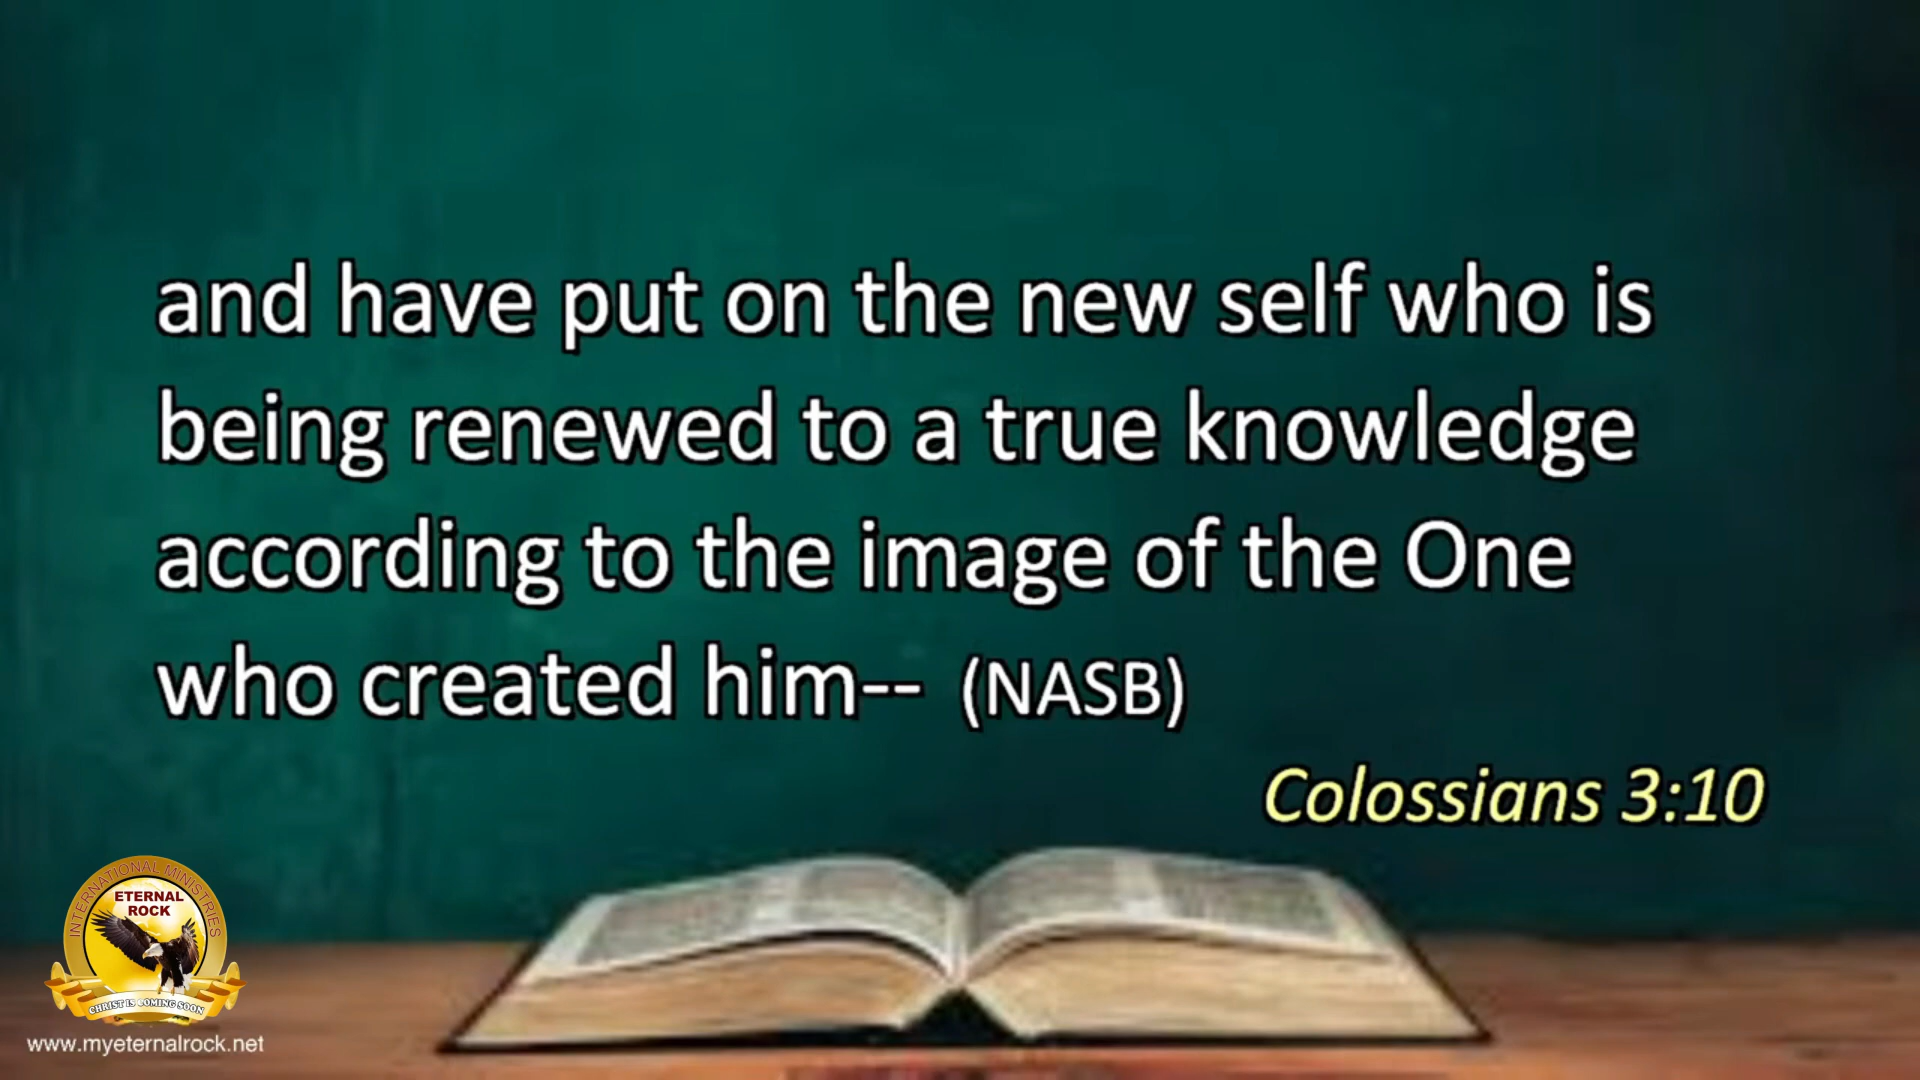 and have put on the new self who is
being renewed to a true knowledge
according to the image of the One
who created him-- (NASB)
Colossians 3:10
INTERNATIONAL MINISTRIES
ETERNAL
ROCK
CHRIST IS COMING SOON
www.myeternalrock.net